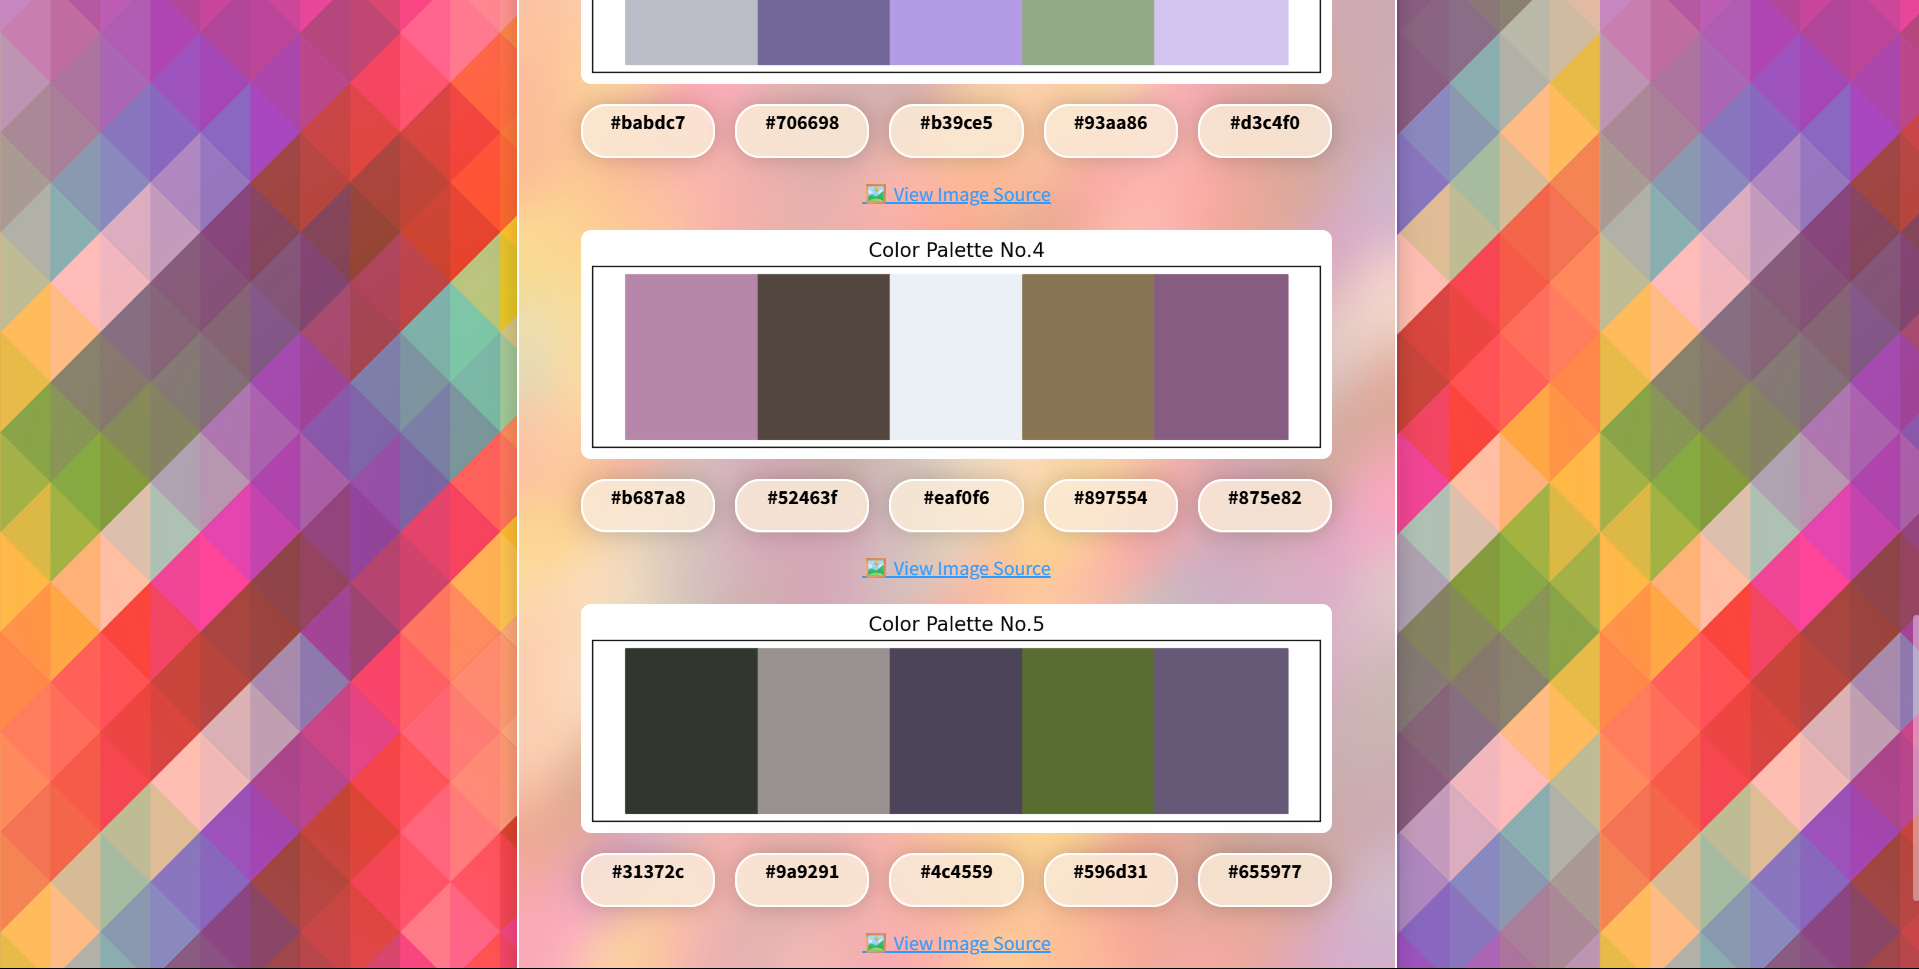 #babdc7 #706698 #b39ce5 #93aa86 #d3c4f0
View Image Source
Color Palette No.4
#b687a8 #52463f #eaf0f6 #897554 #875e82
View Image Source
Color Palette No.5
#31372c #9a9291 #4c4559 #596d31 #655977
View Image Source